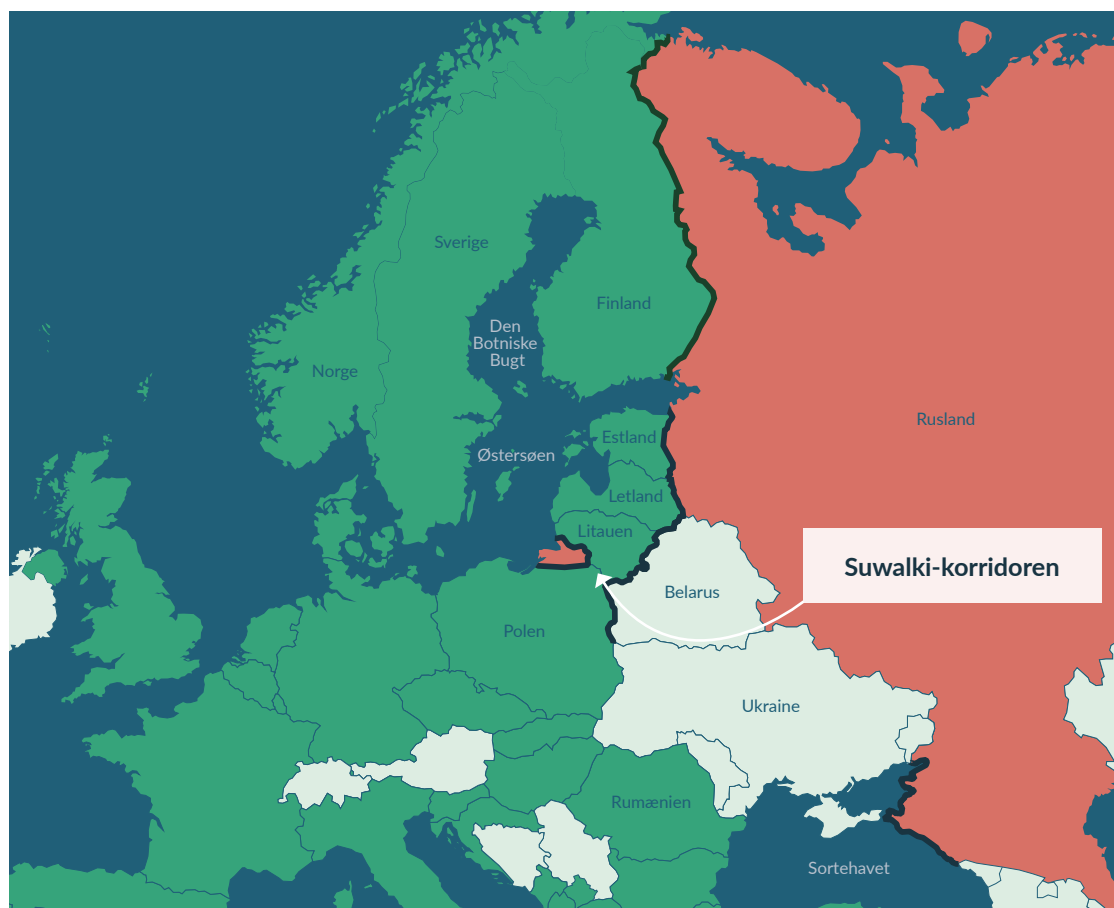 Sverige
Finland
Den
Botniske
Bugt
Norge
Rusland
Estland
Østersøen
Letland
Litauen
Suwalki-korridoren
Belarus
Polen
Ukraine
Rumænien
Sortehavet